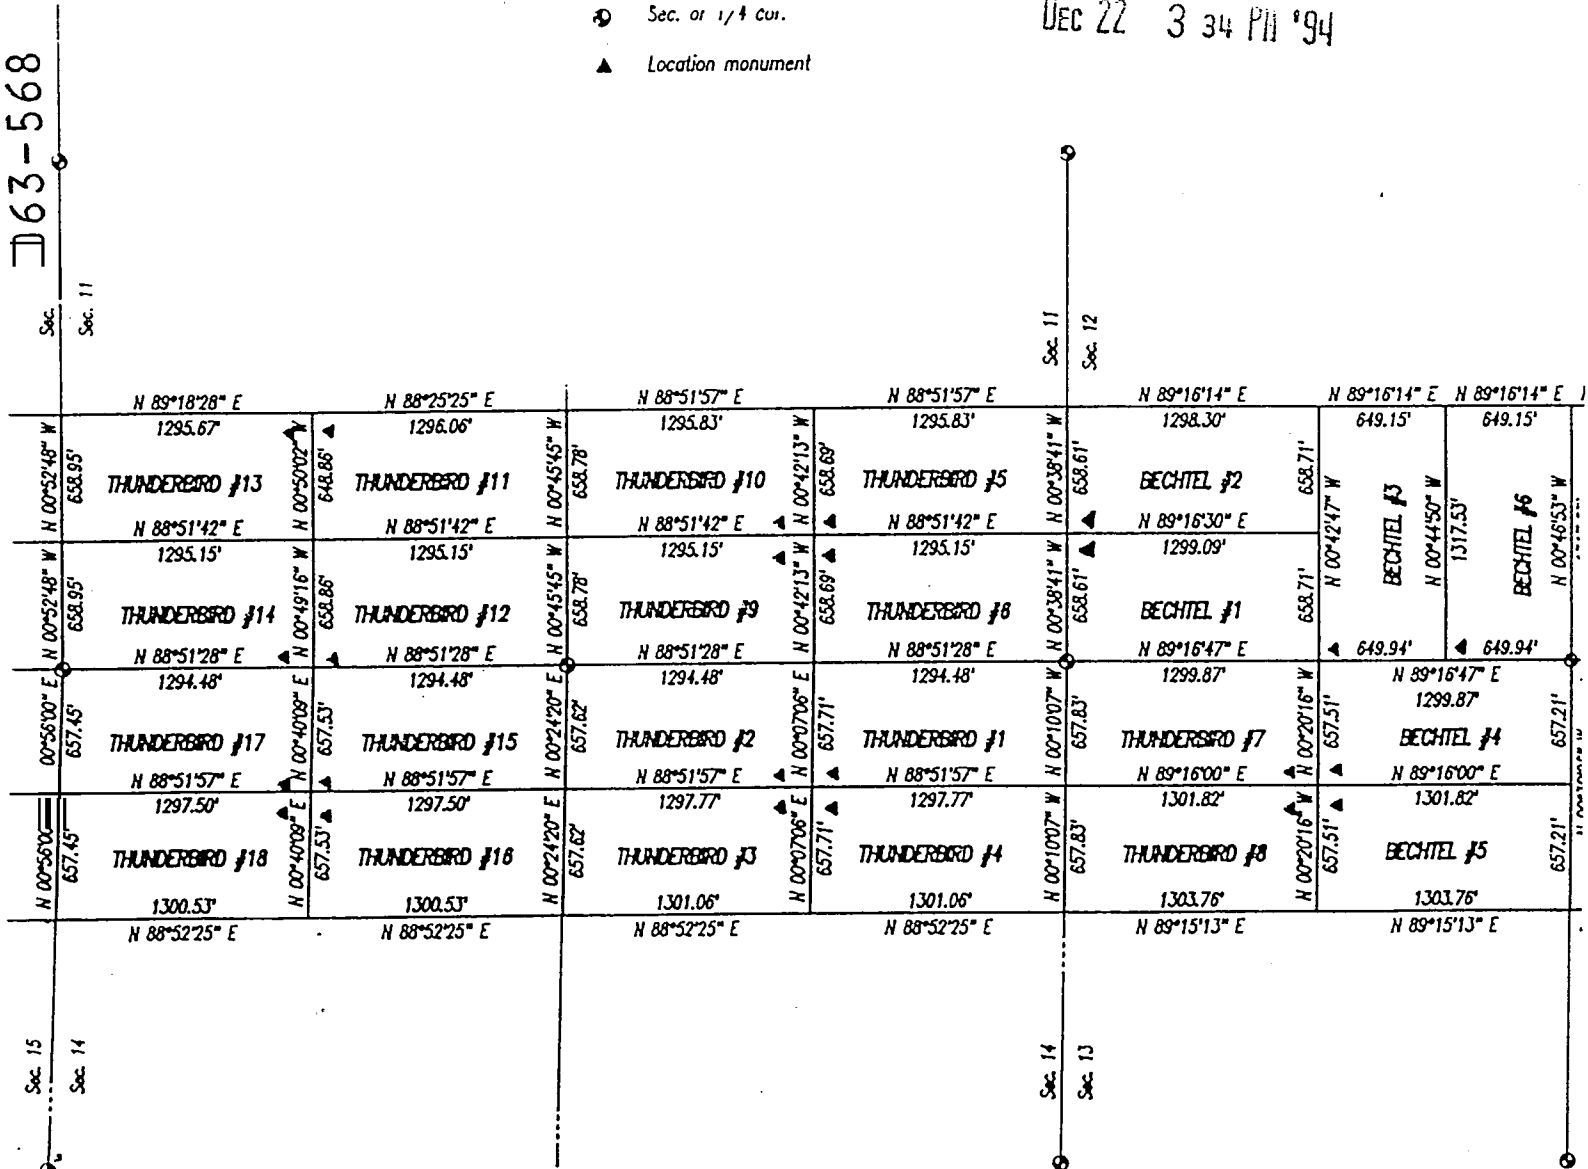 Sec. or 1/4 cor.
DEC 22 3 34 PM '94
Location monument
D63-568
Sec.
Sec. 11
Sec. 11
Sec. 12
N 89°18'28" E
N 88°25'25" E
N 88°51'57" E
N 88°51'57" E
N 89°16'14" E
N 89°16'14" E
N 89°16'14" E
1295.67'
1296.06'
1295.83'
1295.83'
1298.30'
649.15'
649.15'
N 00°52'48" W
658.95'
THUNDERBIRD #13
N 00°50'02" W
648.86'
THUNDERBIRD #11
N 00°45'45" W
658.78'
THUNDERBIRD #10
N 00°42'13" W
658.69'
THUNDERBIRD #5
N 00°38'41" W
658.61'
BECHTEL #2
658.71'
N 00°42'47" W
BECHTEL #3
N 00°44'50" W
1317.53'
BECHTEL #6
N 00°46'53" W
N 88°51'42" E
N 88°51'42" E
N 88°51'42" E
N 88°51'42" E
N 89°16'30" E
1295.15'
1295.15'
1295.15'
1295.15'
1299.09'
N 00°52'48" W
658.95'
THUNDERBIRD #14
N 00°49'16" W
658.86'
THUNDERBIRD #12
N 00°45'45" W
658.78'
THUNDERBIRD #9
N 00°42'13" W
658.69'
THUNDERBIRD #6
N 00°38'41" W
658.61'
BECHTEL #1
658.71'
N 88°51'28" E
N 88°51'28" E
N 88°51'28" E
N 88°51'28" E
N 89°16'47" E
649.94'
649.94'
1294.48'
1294.48'
1294.48'
1294.48'
1299.87'
N 89°16'47" E
1299.87'
00°56'00" E
657.45'
THUNDERBIRD #17
N 00°40'09" E
657.53'
THUNDERBIRD #15
N 00°24'20" E
657.62'
THUNDERBIRD #2
N 00°07'06" E
657.71'
THUNDERBIRD #1
N 00°10'07" W
657.83'
THUNDERBIRD #7
N 00°20'16" W
657.51'
BECHTEL #4
657.21'
N 88°51'57" E
N 88°51'57" E
N 88°51'57" E
N 88°51'57" E
N 89°16'00" E
N 89°16'00" E
1297.50'
1297.50'
1297.77'
1297.77'
1301.82'
1301.82'
N 00°56'00
657.45'
THUNDERBIRD #18
N 00°40'09" E
657.53'
THUNDERBIRD #16
N 00°24'20" E
657.62'
THUNDERBIRD #3
N 00°07'06" E
657.71'
THUNDERBIRD #4
N 00°10'07" W
657.83'
THUNDERBIRD #8
N 00°20'16" W
657.51'
BECHTEL #5
657.21'
1300.53'
1300.53'
1301.06'
1301.06'
1303.76'
1303.76'
N 88°52'25" E
N 88°52'25" E
N 88°52'25" E
N 88°52'25" E
N 89°15'13" E
N 89°15'13" E
Sec. 15
Sec. 14
Sec. 14
Sec. 13